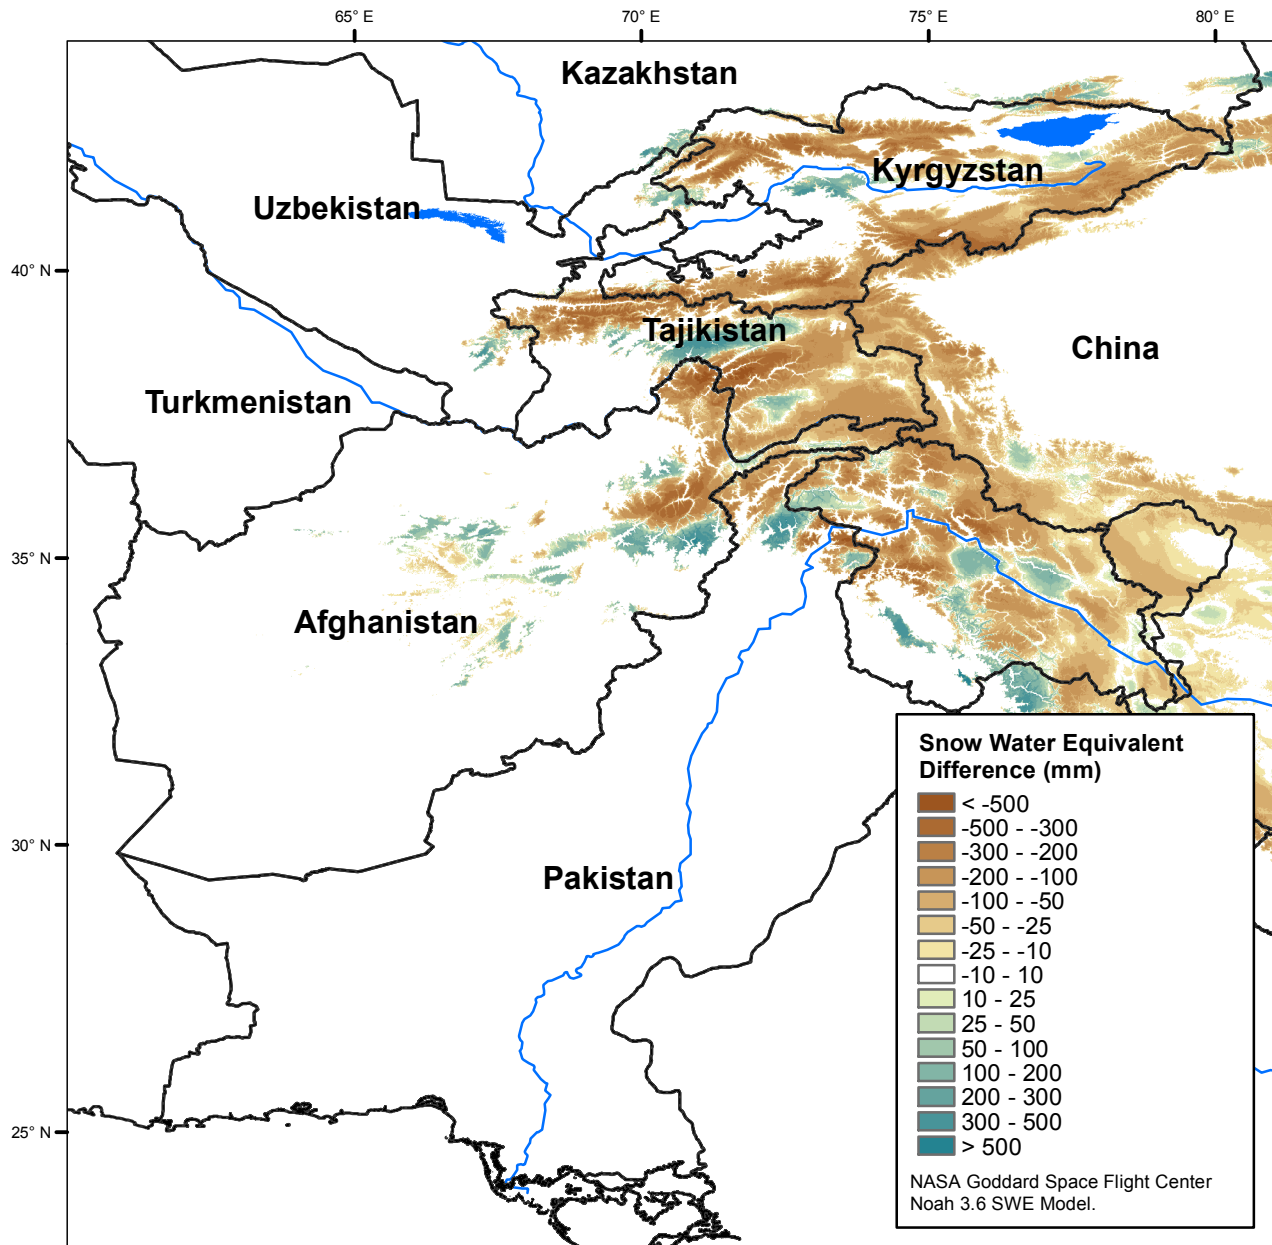 65° E 70° E 75° E 80° E
Kazakhstan
Kyrgyzstan
Uzbekistan
40° N
Tajikistan
China
Turkmenistan
35° N
Afghanistan
Snow Water Equivalent
Difference (mm)
< -500
-500 - -300
-300 - -200
-200 - -100
-100 - -50
-50 - -25
-25 - -10
-10 - 10
10 - 25
25 - 50
50 - 100
100 - 200
200 - 300
300 - 500
> 500
NASA Goddard Space Flight Center
Noah 3.6 SWE Model.
30° N
Pakistan
25° N